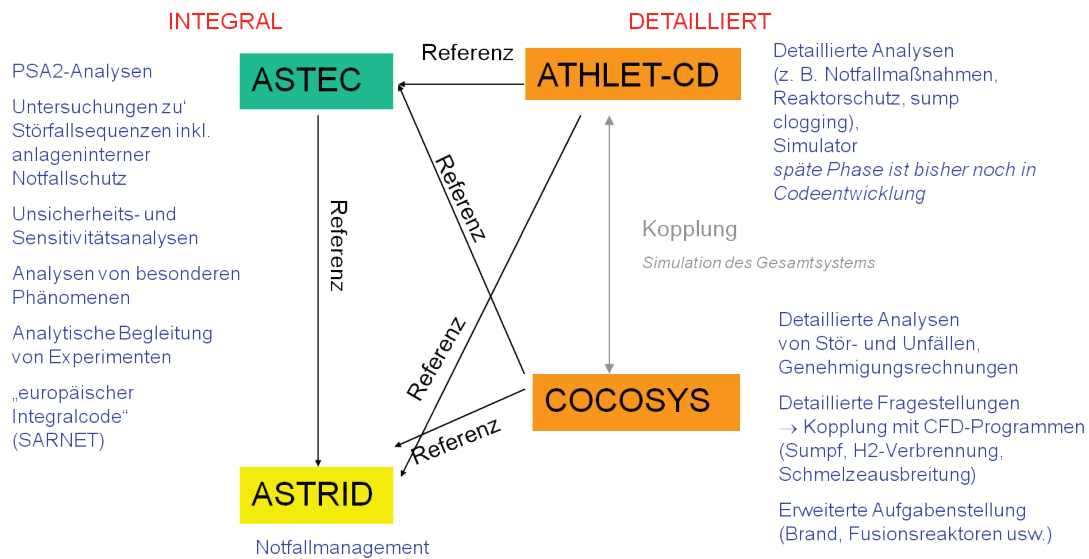 INTEGRAL
PSA2-Analysen
Untersuchungen zu'
Störfallsequenzen inkl.
anlageninterner
Notfallschutz
Unsicherheits- und
Sensitivitätsanalysen
Analysen von besonderen
Phänomenen
Analytische Begleitung
von Experimenten
„europäischer
Integralcode“
(SARNET)
ASTEC
Referenz
ASTRID
Notfallmanagement
Referenz
Referenz
Referenz
Referenz
DETAILLIERT
ATHLET-CD
Kopplung
Simulation des Gesamtsystems
COCOSYS
Detaillierte Analysen
(z. B. Notfallmaßnahmen,
Reaktorschutz, sump
clogging),
Simulator
späte Phase ist bisher noch in
Codeentwicklung
Detaillierte Analysen
von Stör- und Unfällen,
Genehmigungsrechnungen
Detaillierte Fragestellungen
→ Kopplung mit CFD-Programmen
(Sumpf, H2-Verbrennung,
Schmelzeausbreitung)
Erweiterte Aufgabenstellung
(Brand, Fusionsreaktoren usw.)